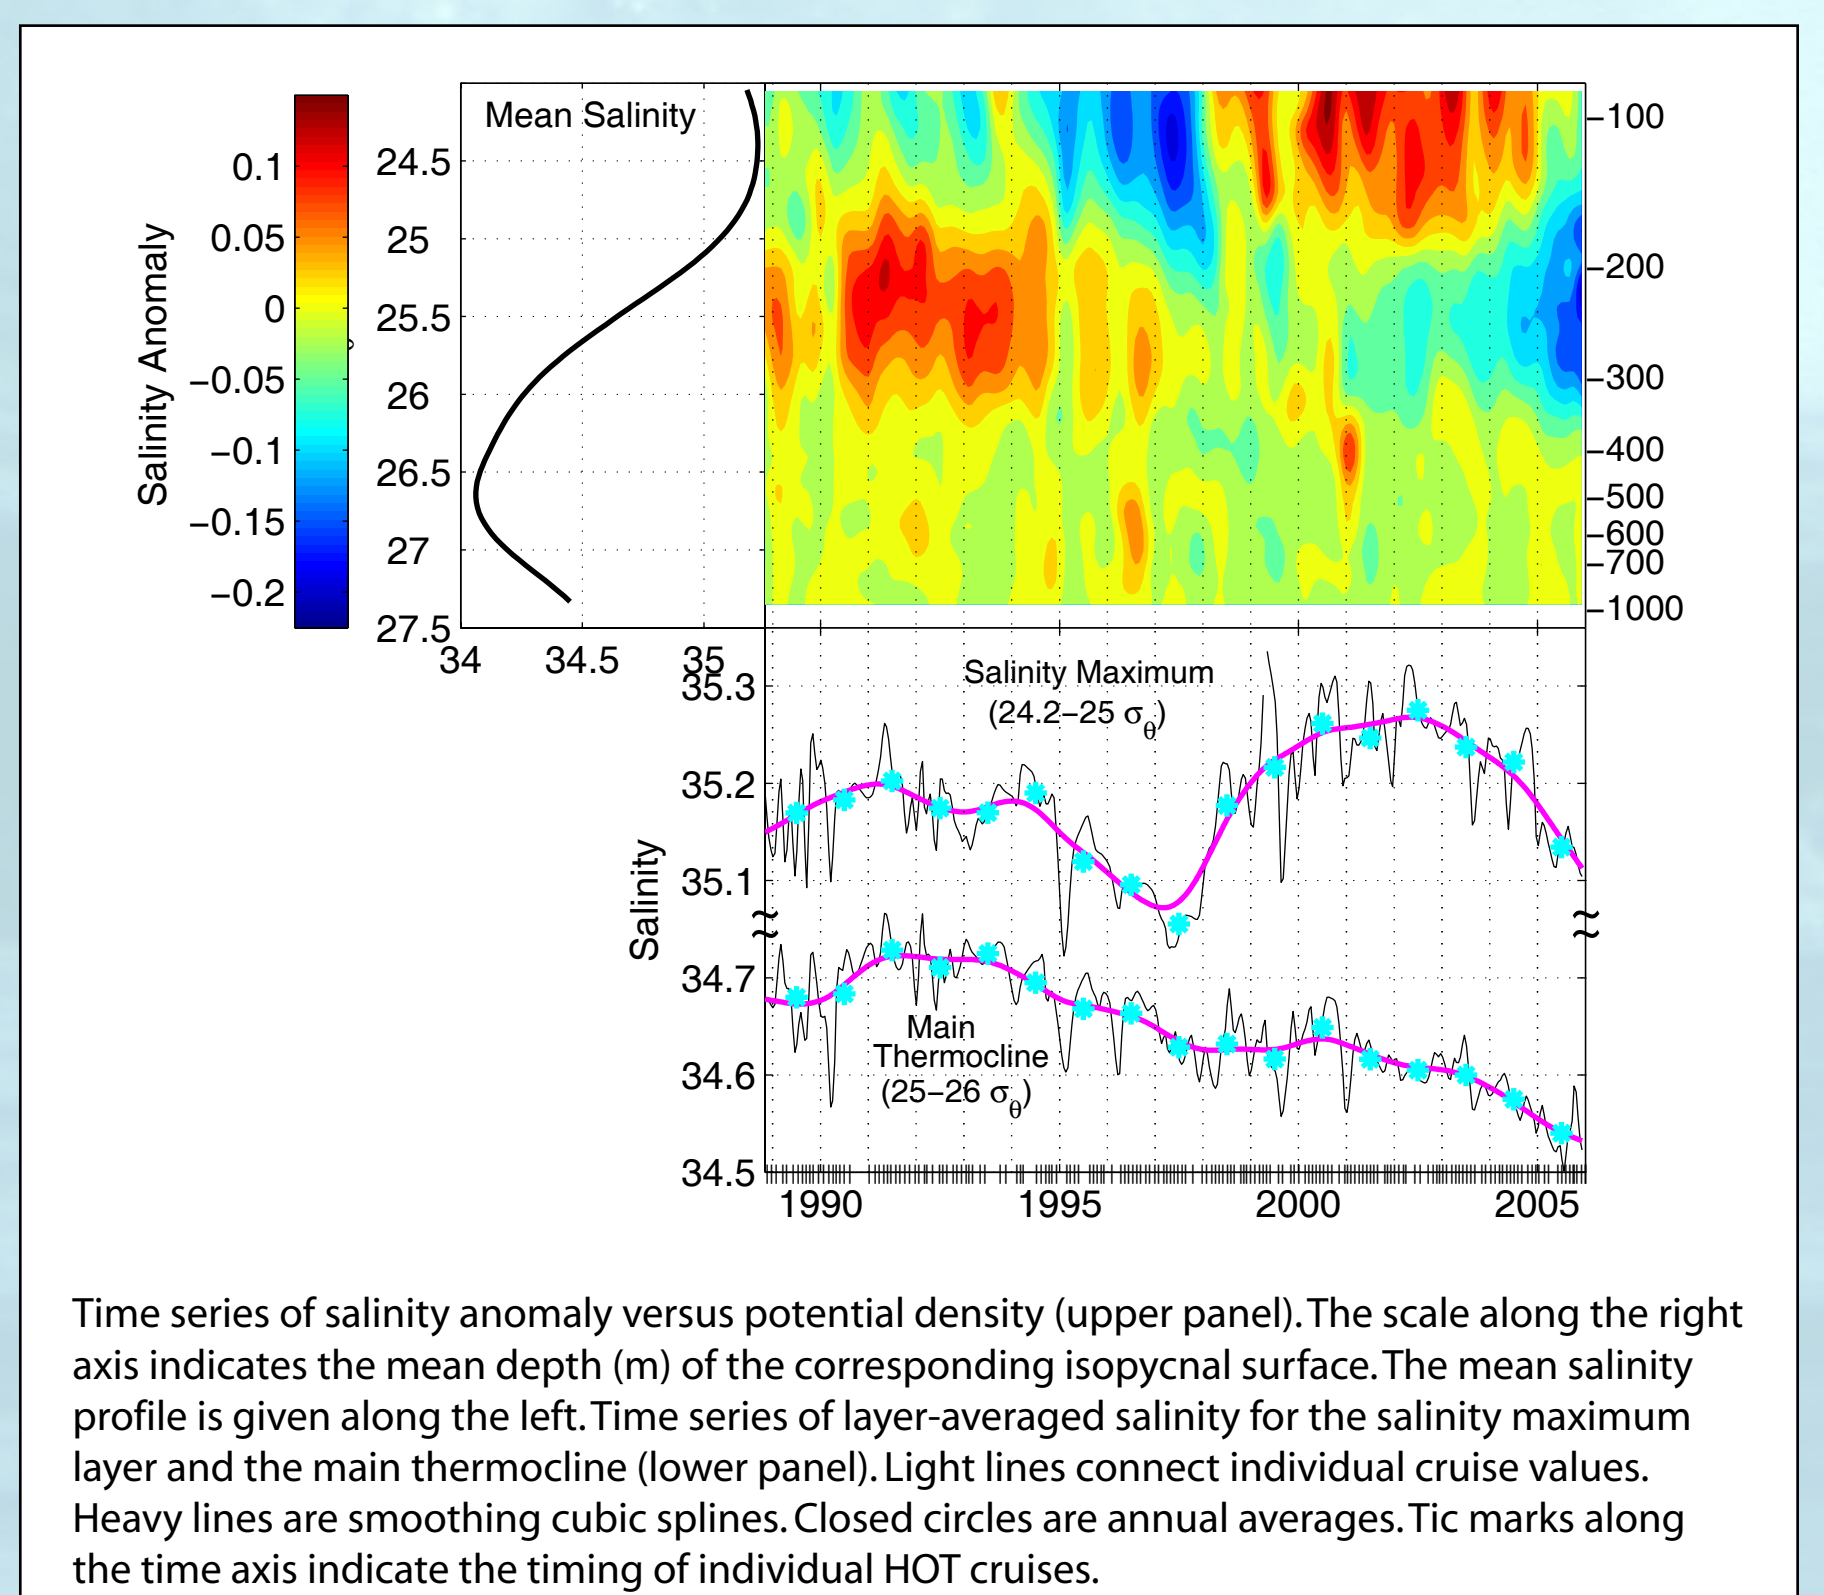 Mean Salinity
Salinity Anomaly
0.1
0.05
0
−0.05
−0.1
−0.15
−0.2
24.5
25
25.5
26
26.5
27
27.5
34
34.5
35
100
200
300
400
500
600
700
1000
Salinity Maximum
(24.2−25 σθ)
Salinity
35.3
35.2
35.1
34.7
34.6
34.5
Main
Thermocline
(25−26 σθ)
1990
1995
2000
2005
Time series of salinity anomaly versus potential density (upper panel). The scale along the right
axis indicates the mean depth (m) of the corresponding isopycnal surface. The mean salinity
profile is given along the left. Time series of layer-averaged salinity for the salinity maximum
layer and the main thermocline (lower panel). Light lines connect individual cruise values.
Heavy lines are smoothing cubic splines. Closed circles are annual averages. Tic marks along
the time axis indicate the timing of individual HOT cruises.